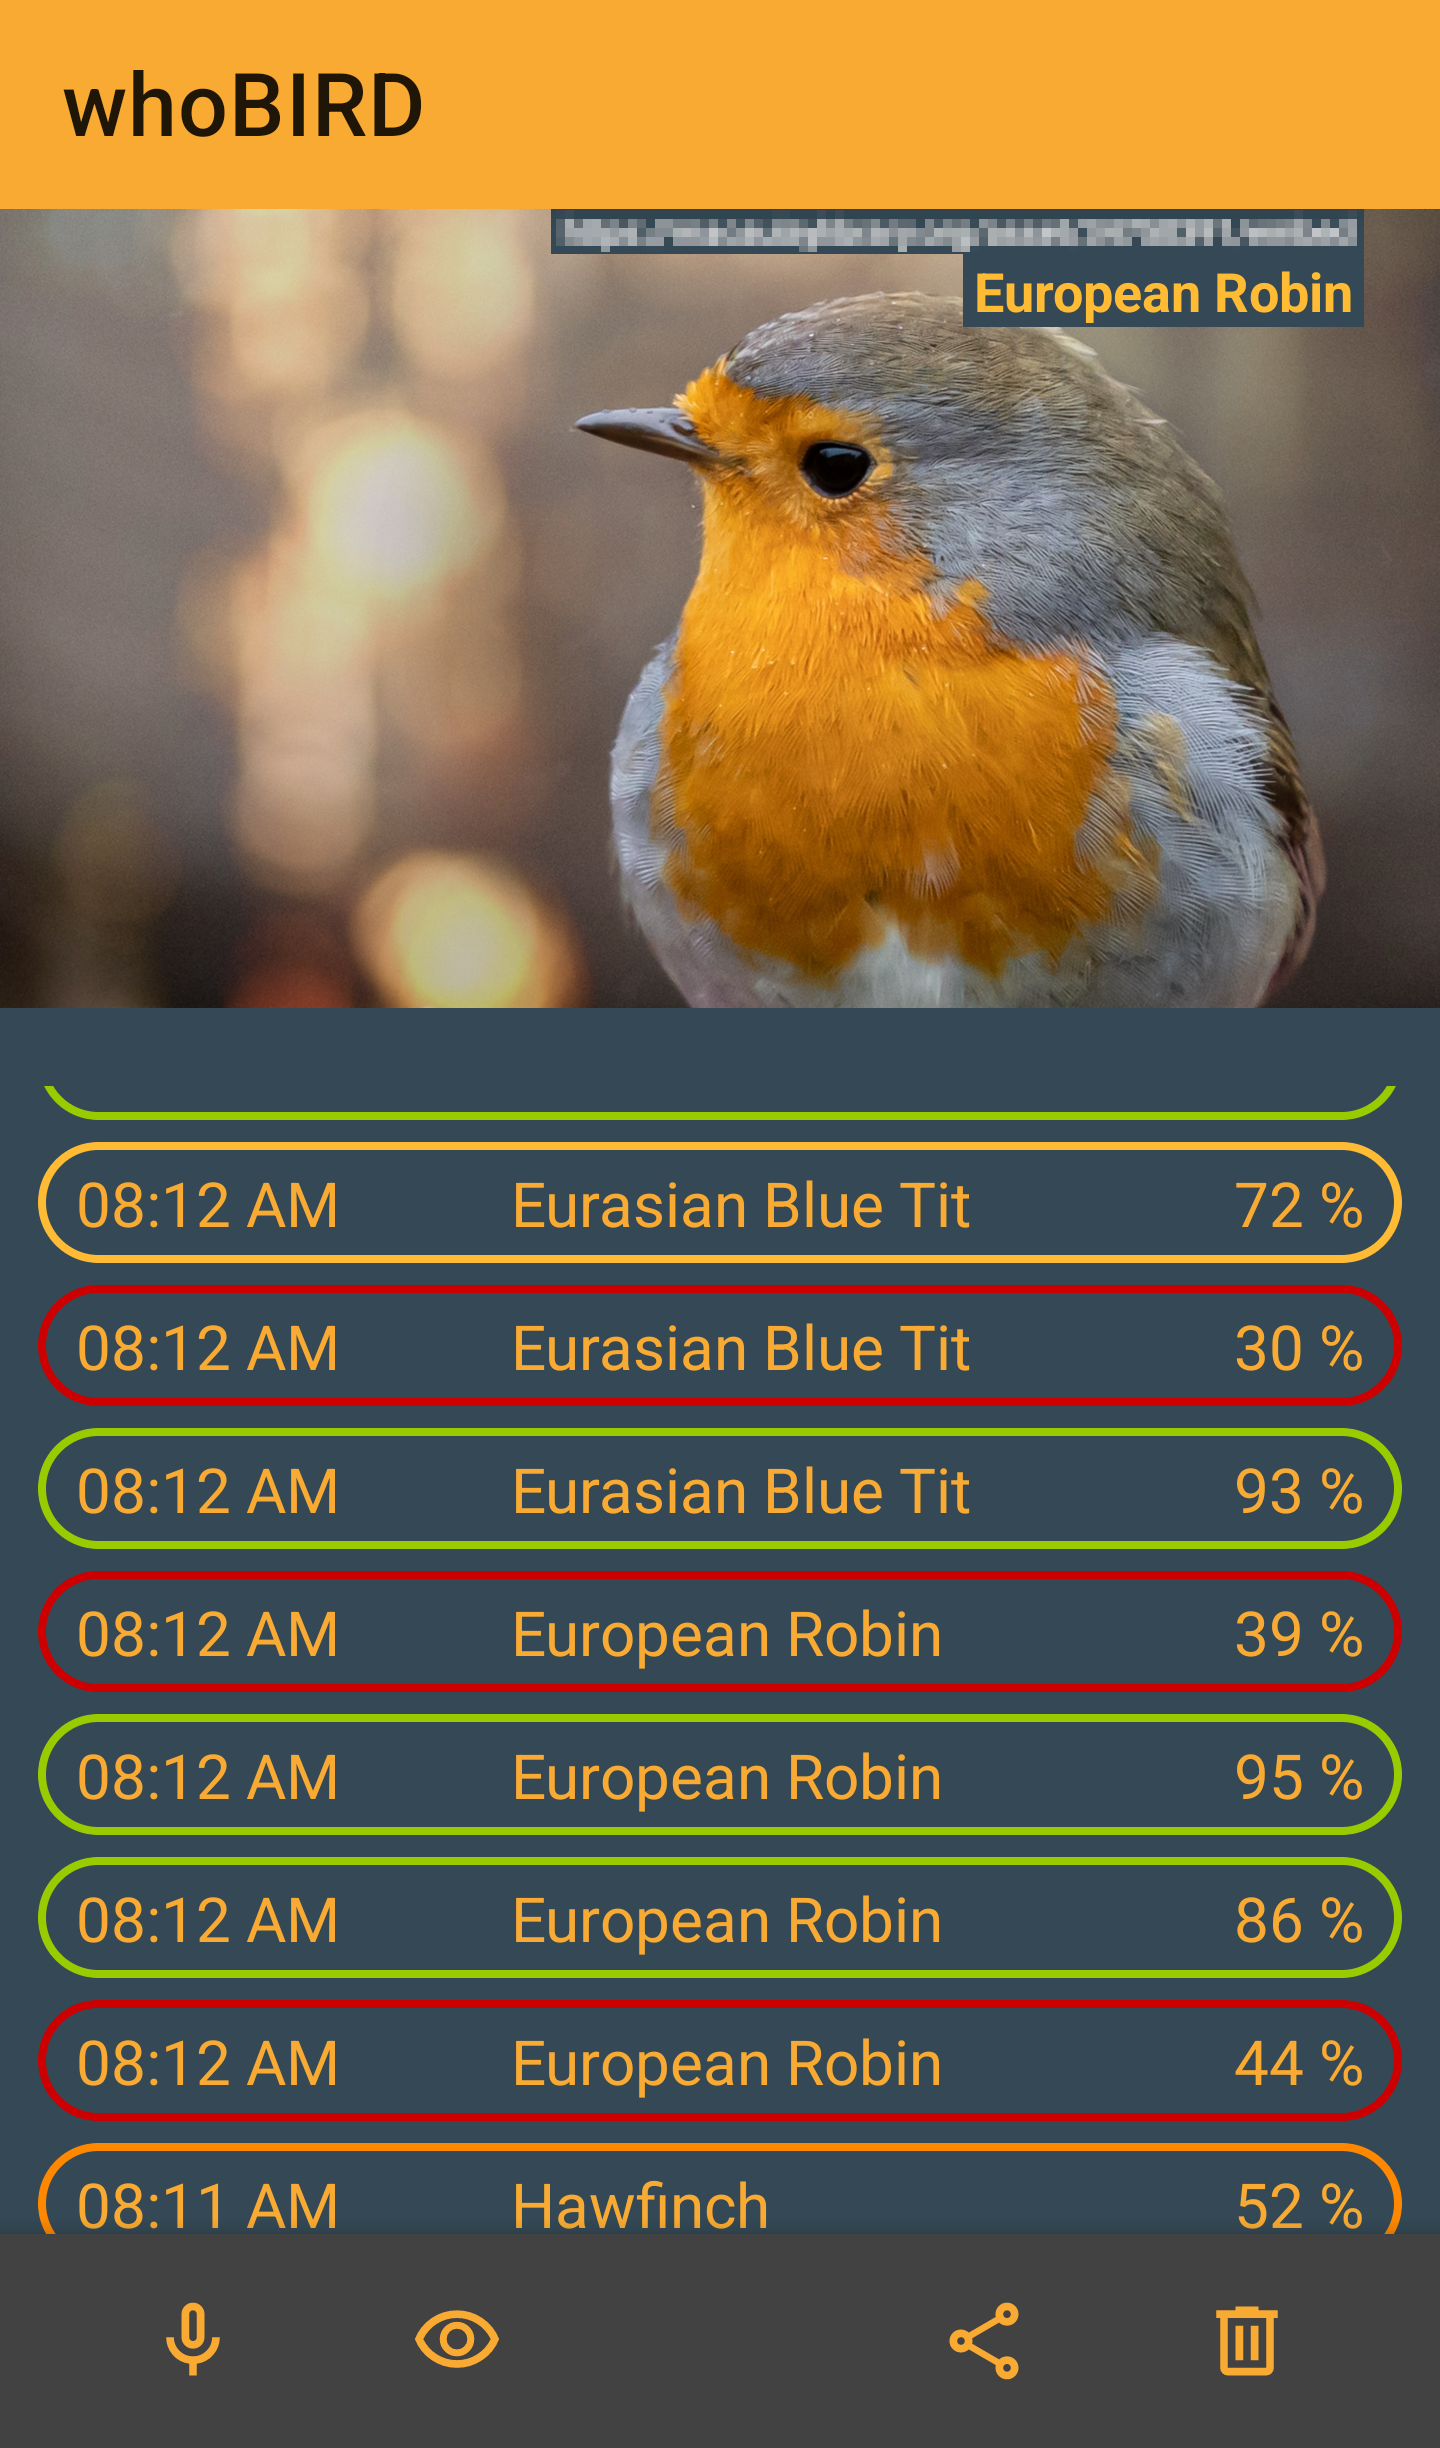 whoBIRD
European Robin
08:12 AM Eurasian Blue Tit 72 %
08:12 AM Eurasian Blue Tit 30 %
08:12 AM Eurasian Blue Tit 93 %
08:12 AM European Robin 39 %
08:12 AM European Robin 95 %
08:12 AM European Robin 86 %
08:12 AM European Robin 44 %
08:11 AM Hawfinch 52 %